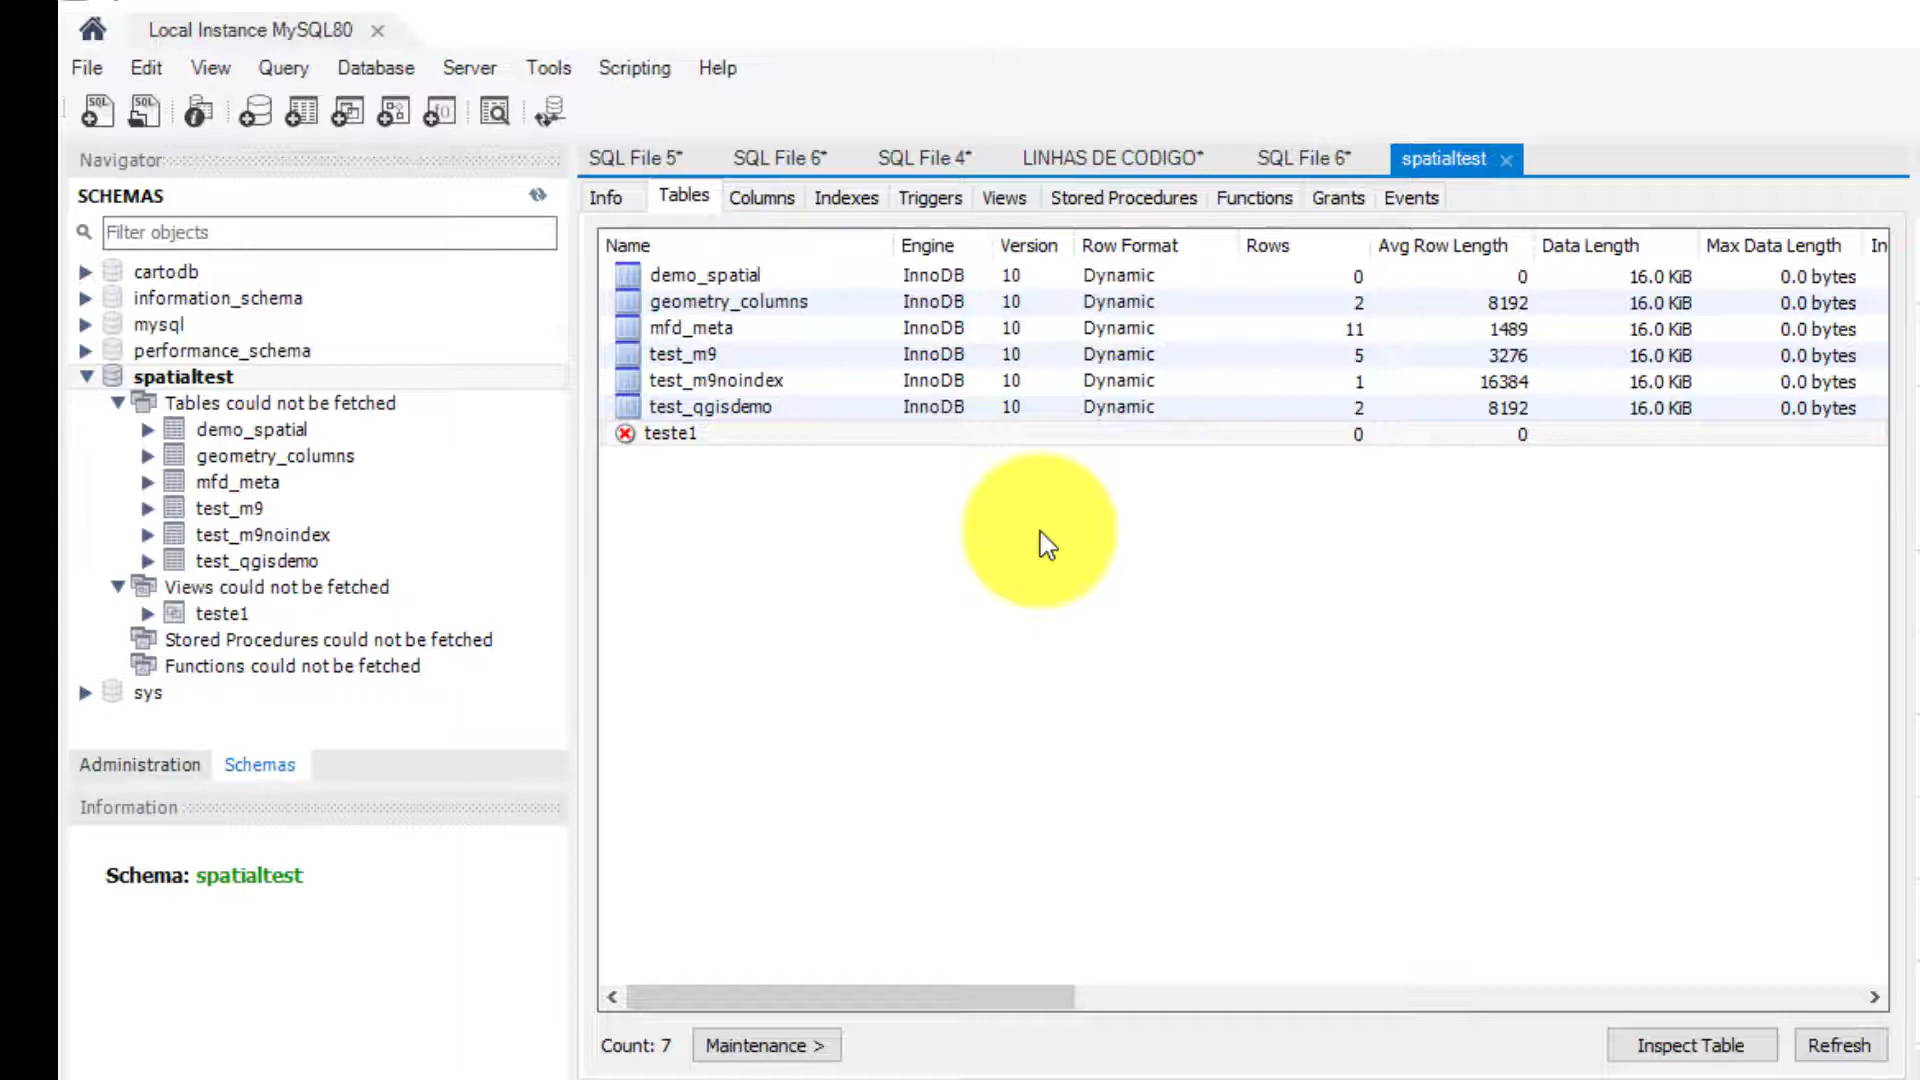 Local Instance MySQL80
File Edit View Query Database Server Tools Scripting Help
Navigator
SCHEMAS
Filter objects
cartodb
information_schema
mysql
performance_schema
spatialtest
Tables could not be fetched
demo_spatial
geometry_columns
mfd_meta
test_m9
test_m9noindex
test_qgisdemo
Views could not be fetched
teste1
Stored Procedures could not be fetched
Functions could not be fetched
sys
Administration Schemas
Information
Schema: spatialtest
SQL File 5* SQL File 6* SQL File 4* LINHAS DE CODIGO* SQL File 6* spatialtest
Info Tables Columns Indexes Triggers Views Stored Procedures Functions Grants Events
Name Engine Version Row Format Rows Avg Row Length Data Length Max Data Length In
demo_spatial InnoDB 10 Dynamic 0 0 16.0 KiB 0.0 bytes
geometry_columns InnoDB 10 Dynamic 2 8192 16.0 KiB 0.0 bytes
mfd_meta InnoDB 10 Dynamic 11 1489 16.0 KiB 0.0 bytes
test_m9 InnoDB 10 Dynamic 5 3276 16.0 KiB 0.0 bytes
test_m9noindex InnoDB 10 Dynamic 1 16384 16.0 KiB 0.0 bytes
test_qgisdemo InnoDB 10 Dynamic 2 8192 16.0 KiB 0.0 bytes
teste1 0 0
Count: 7 Maintenance > Inspect Table Refresh